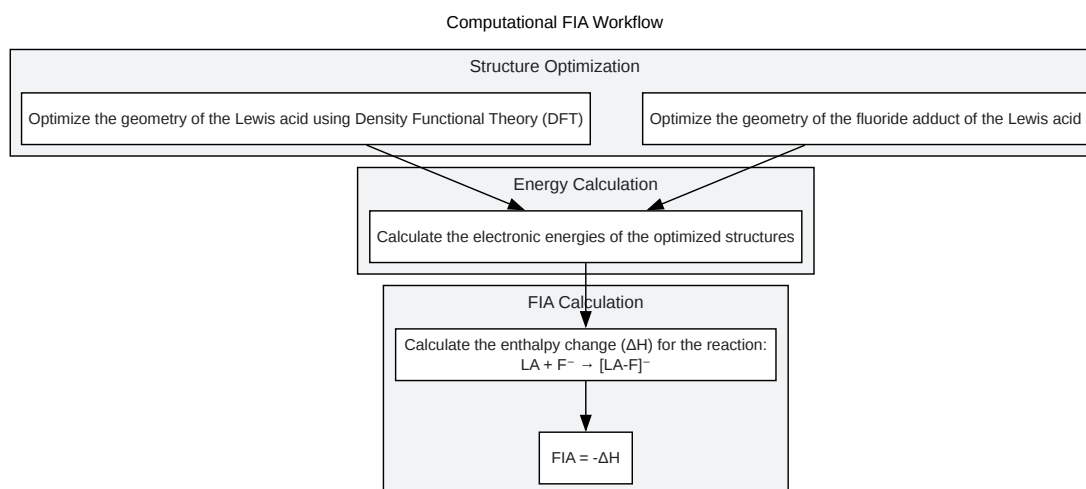 Computational FIA Workflow
Structure Optimization
Optimize the geometry of the Lewis acid using Density Functional Theory (DFT)
Optimize the geometry of the fluoride adduct of the Lewis acid
Energy Calculation
Calculate the electronic energies of the optimized structures
FIA Calculation
Calculate the enthalpy change (ΔH) for the reaction:
LA + F⁻ → [LA-F]⁻
FIA = -ΔH